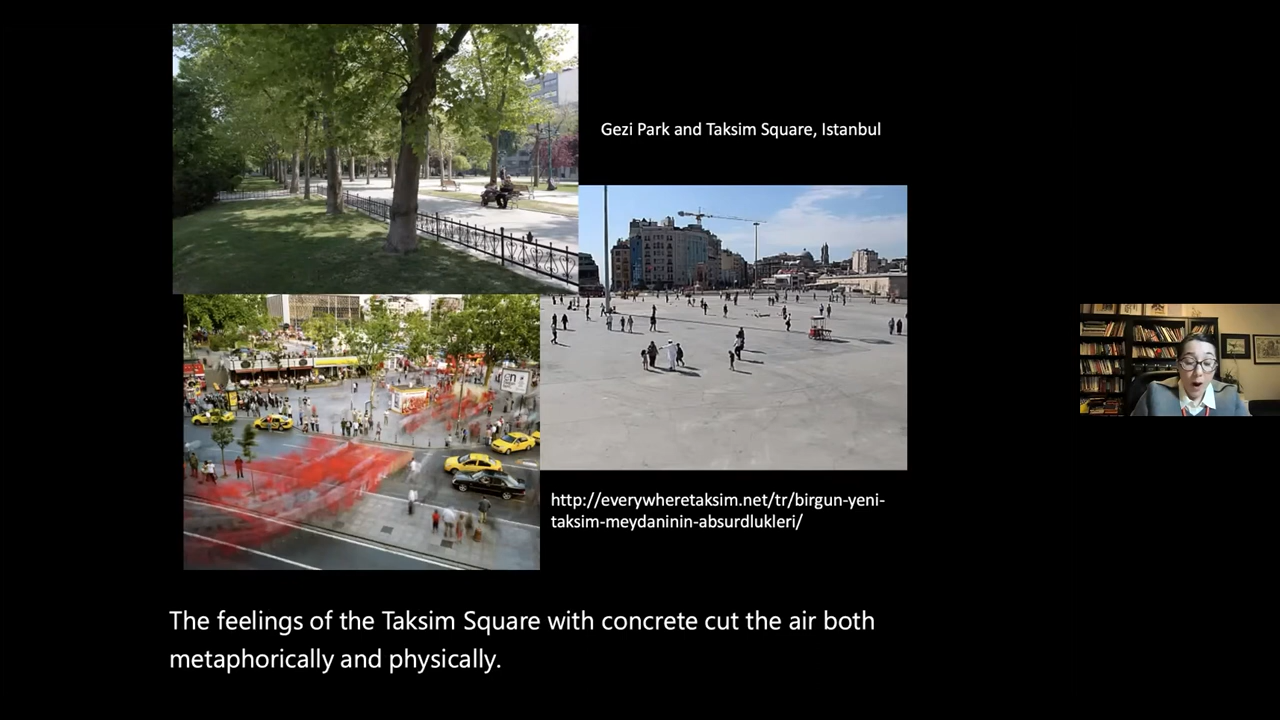 Gezi Park and Taksim Square, Istanbul
http://everywheretaksim.net/tr/birgun-yeni-
taksim-meydaninin-absurdlukleri/
The feelings of the Taksim Square with concrete cut the air both
metaphorically and physically.